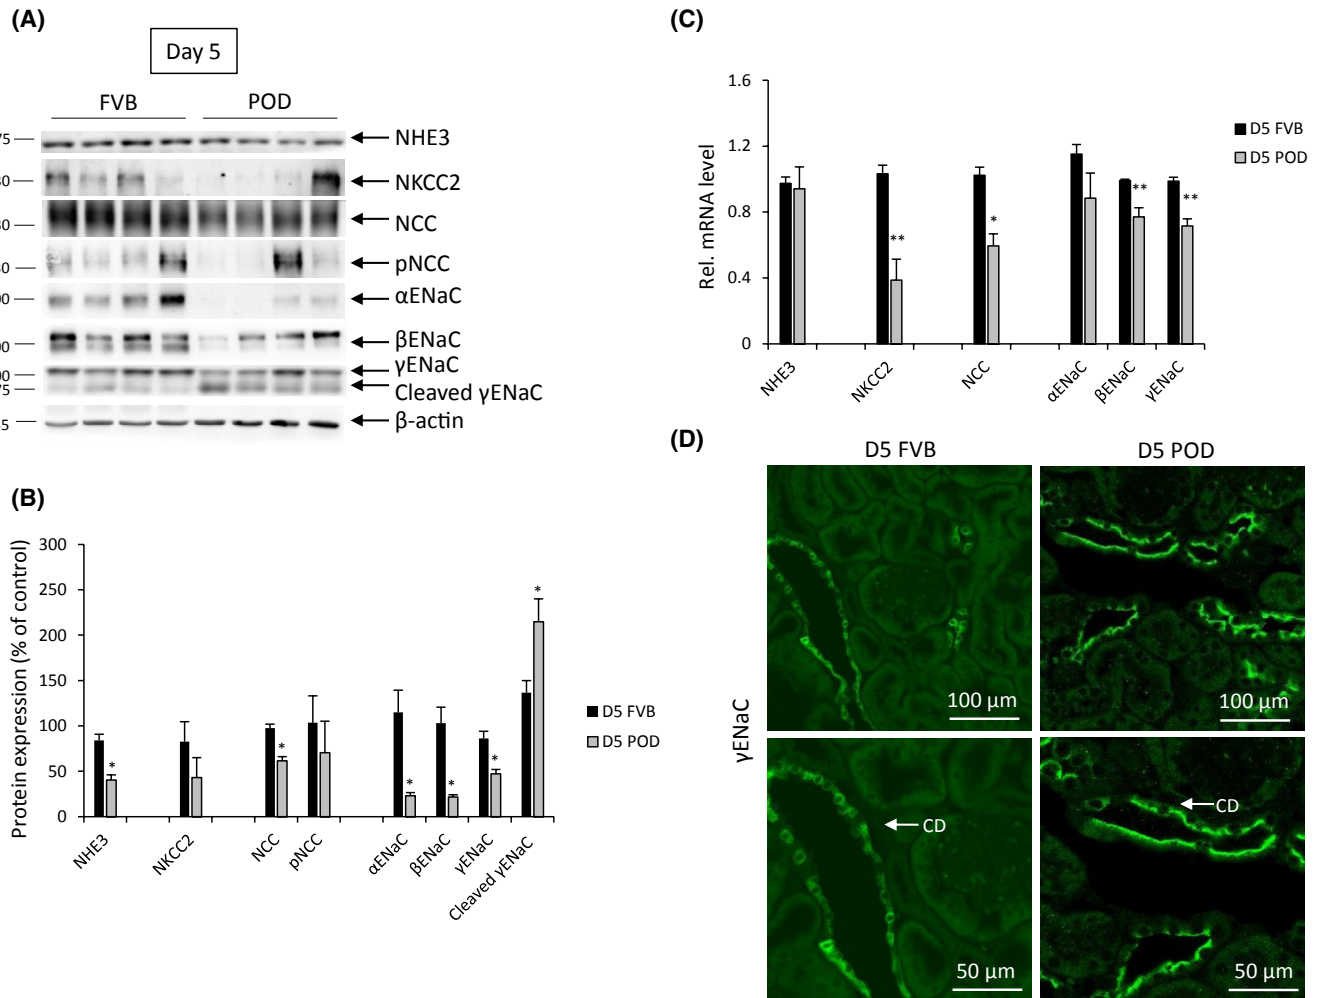 (A)
Day 5
FVB POD
75 NHE3
NKCC2
NCC
pNCC
αENaC
βENaC
γENaC
75 Cleaved γENaC
β-actin
(B)
Protein expression (% of control)
300
250
200
150
100
50
0
NHE3 NKCC2 NCC pNCC αENaC βENaC γENaC Cleaved γENaC
* * * * * *
D5 FVB
D5 POD
(C)
Rel. mRNA level
1.6
1.2
0.8
0.4
0
NHE3 NKCC2 NCC αENaC βENaC γENaC
** * ** **
D5 FVB
D5 POD
(D)
D5 FVB D5 POD
γENaC
100 μm 100 μm
CD CD
50 μm 50 μm